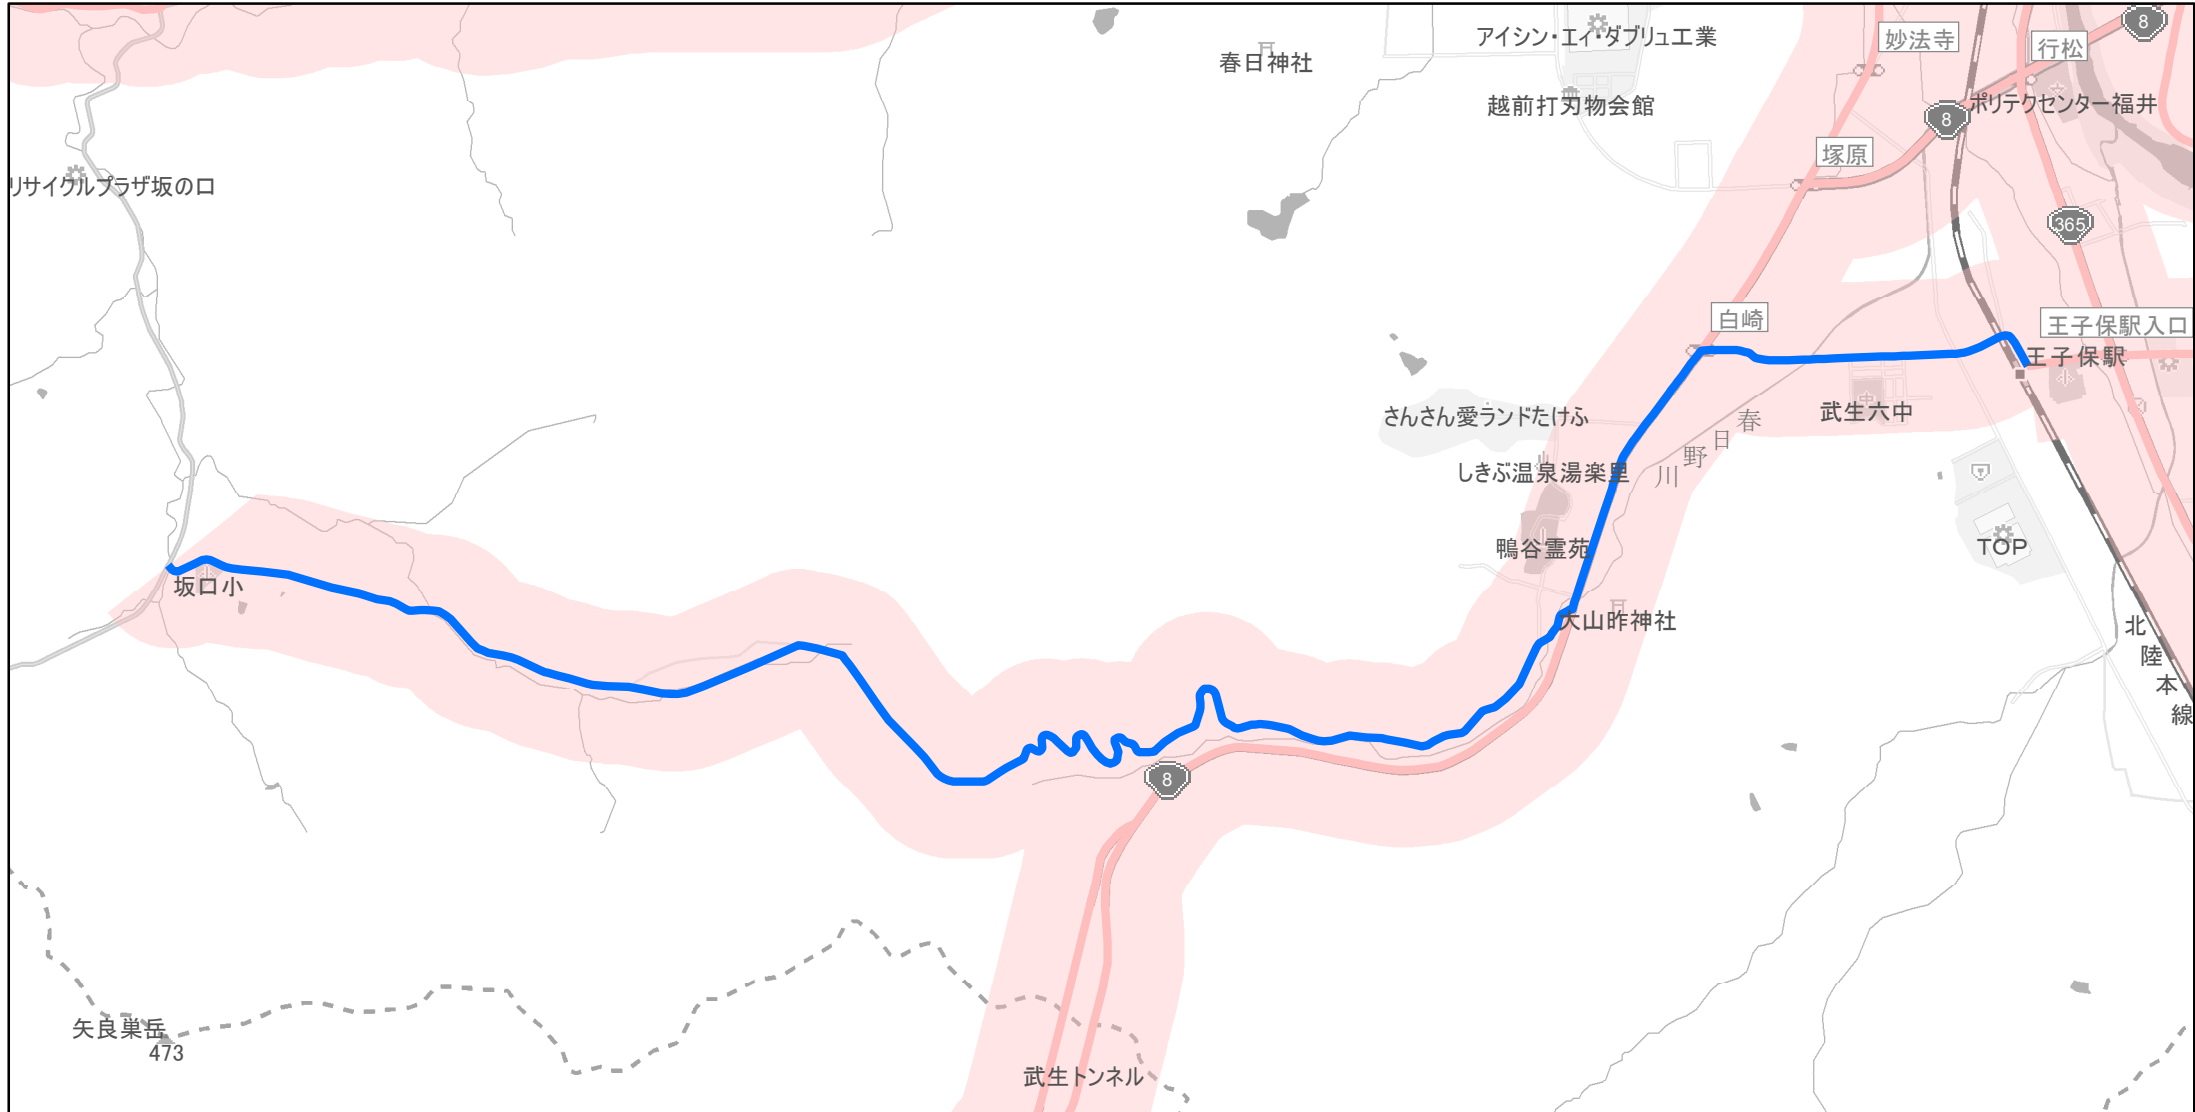 8
妙法寺
行松
アイシン・エィ・ダブリュ工業
春日神社
越前打刃物会館
ポリテクセンター福井
8
塚原
リサイクルプラザ坂の口
365
白崎
王子保駅入口
王子保駅
中
小
武生六中
さんさん愛ランドたけふ
春日野川
しきぶ温泉湯楽里
鴨谷霊苑
TOP
小
坂口小
大山昨神社
北陸本線
8
矢良巣岳
473
武生トンネル